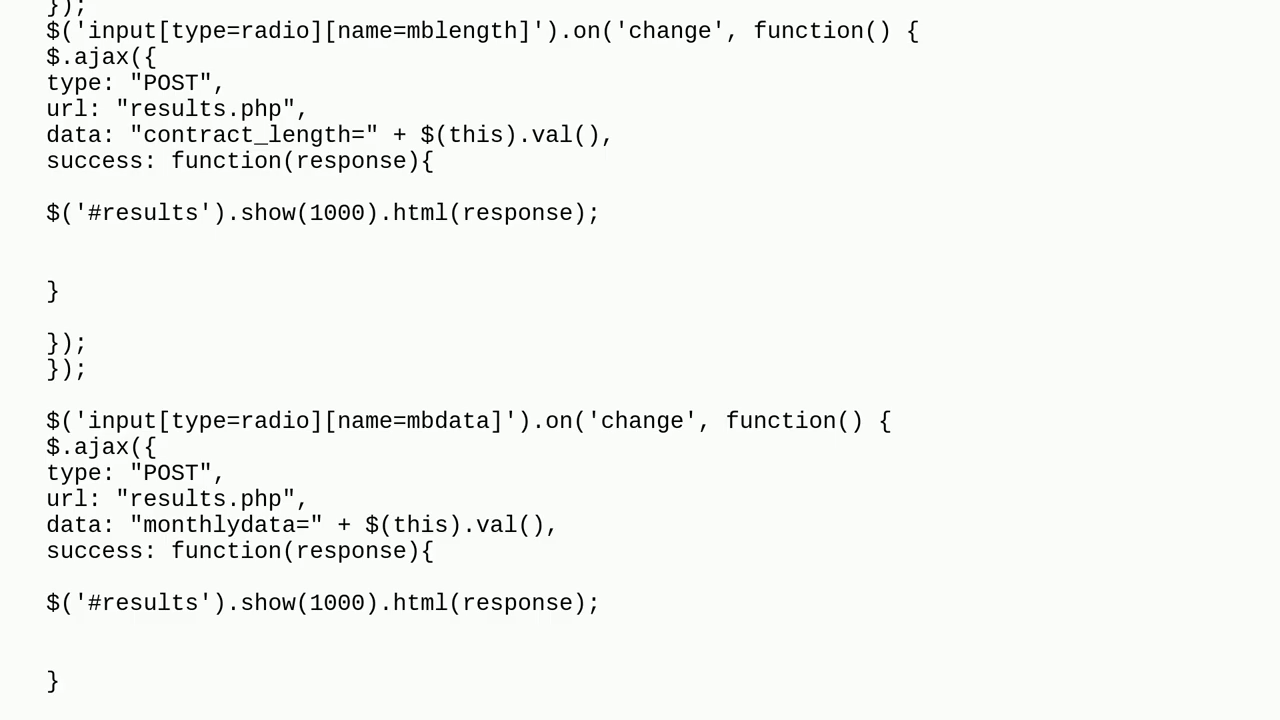 });
$('input[type=radio][name=mblength]').on('change', function() {
$.ajax({
type: "POST",
url: "results.php",
data: "contract_length=" + $(this).val(),
success: function(response){
$('#results').show(1000).html(response);
}
});
});
$('input[type=radio][name=mbdata]').on('change', function() {
$.ajax({
type: "POST",
url: "results.php",
data: "monthlydata=" + $(this).val(),
success: function(response){
$('#results').show(1000).html(response);
}